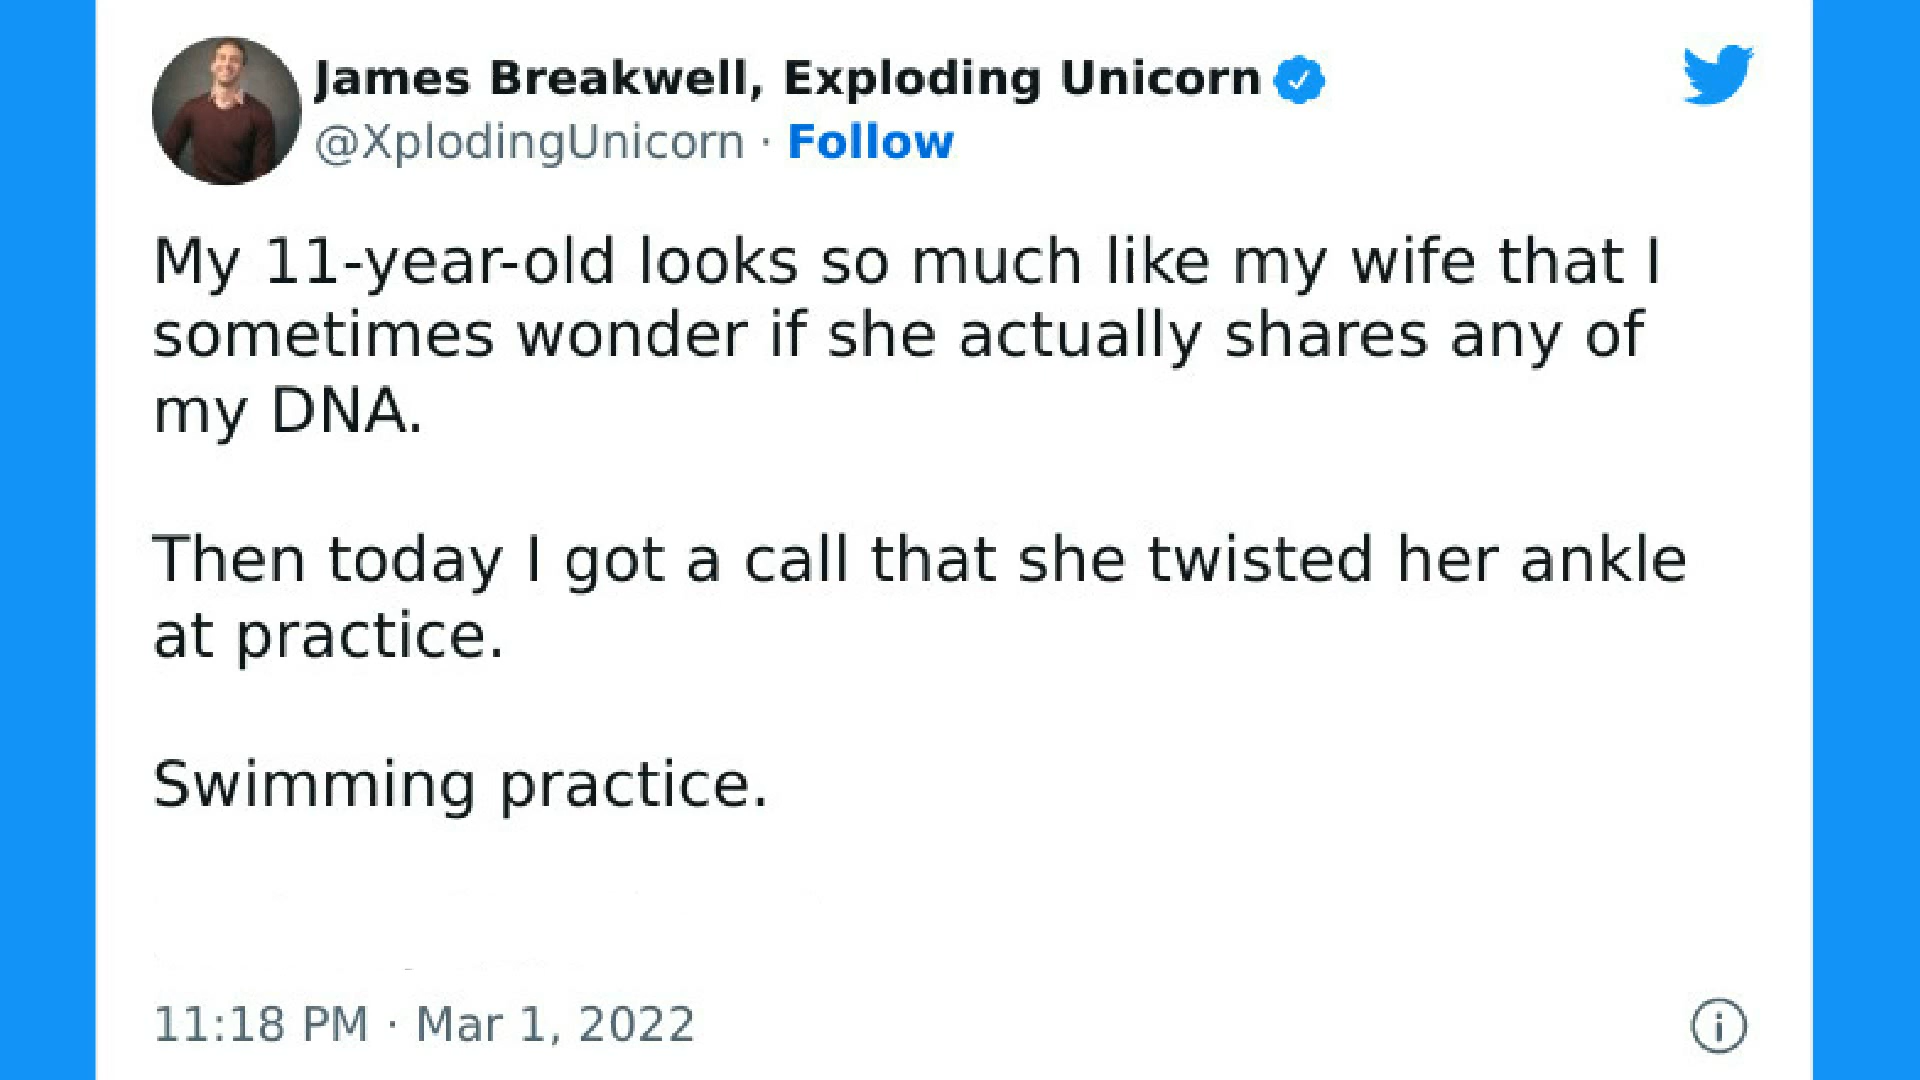 James Breakwell, Exploding Unicorn
@XplodingUnicorn · Follow
My 11-year-old looks so much like my wife that I
sometimes wonder if she actually shares any of
my DNA.
Then today I got a call that she twisted her ankle
at practice.
Swimming practice.
11:18 PM · Mar 1, 2022